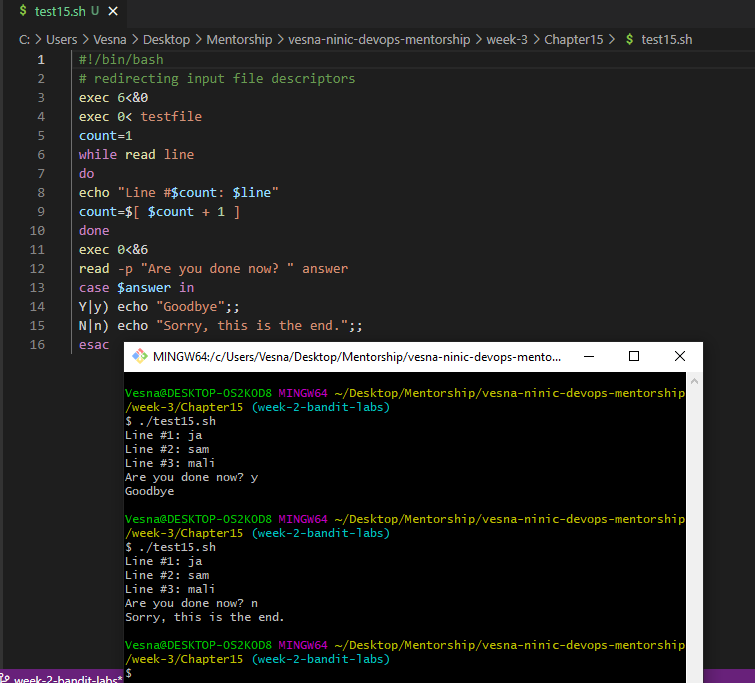 $ test15.sh U ×
C: > Users > Vesna > Desktop > Mentorship > vesna-ninic-devops-mentorship > week-3 > Chapter15 > $ test15.sh
1 #!/bin/bash
2 # redirecting input file descriptors
3 exec 6<&0
4 exec 0< testfile
5 count=1
6 while read line
7 do
8 echo "Line #$count: $line"
9 count=$[ $count + 1 ]
10 done
11 exec 0<&6
12 read -p "Are you done now? " answer
13 case $answer in
14 Y|y) echo "Goodbye";;
15 N|n) echo "Sorry, this is the end.";;
16 esac
MINGW64:/c/Users/Vesna/Desktop/Mentorship/vesna-ninic-devops-mento...
Vesna@DESKTOP-OS2KOD8 MINGW64 ~/Desktop/Mentorship/vesna-ninic-devops-mentorship
/week-3/Chapter15 (week-2-bandit-labs)
$ ./test15.sh
Line #1: ja
Line #2: sam
Line #3: mali
Are you done now? y
Goodbye
Vesna@DESKTOP-OS2KOD8 MINGW64 ~/Desktop/Mentorship/vesna-ninic-devops-mentorship
/week-3/Chapter15 (week-2-bandit-labs)
$ ./test15.sh
Line #1: ja
Line #2: sam
Line #3: mali
Are you done now? n
Sorry, this is the end.
Vesna@DESKTOP-OS2KOD8 MINGW64 ~/Desktop/Mentorship/vesna-ninic-devops-mentorship
/week-3/Chapter15 (week-2-bandit-labs)
$
week-2-bandit-labs*